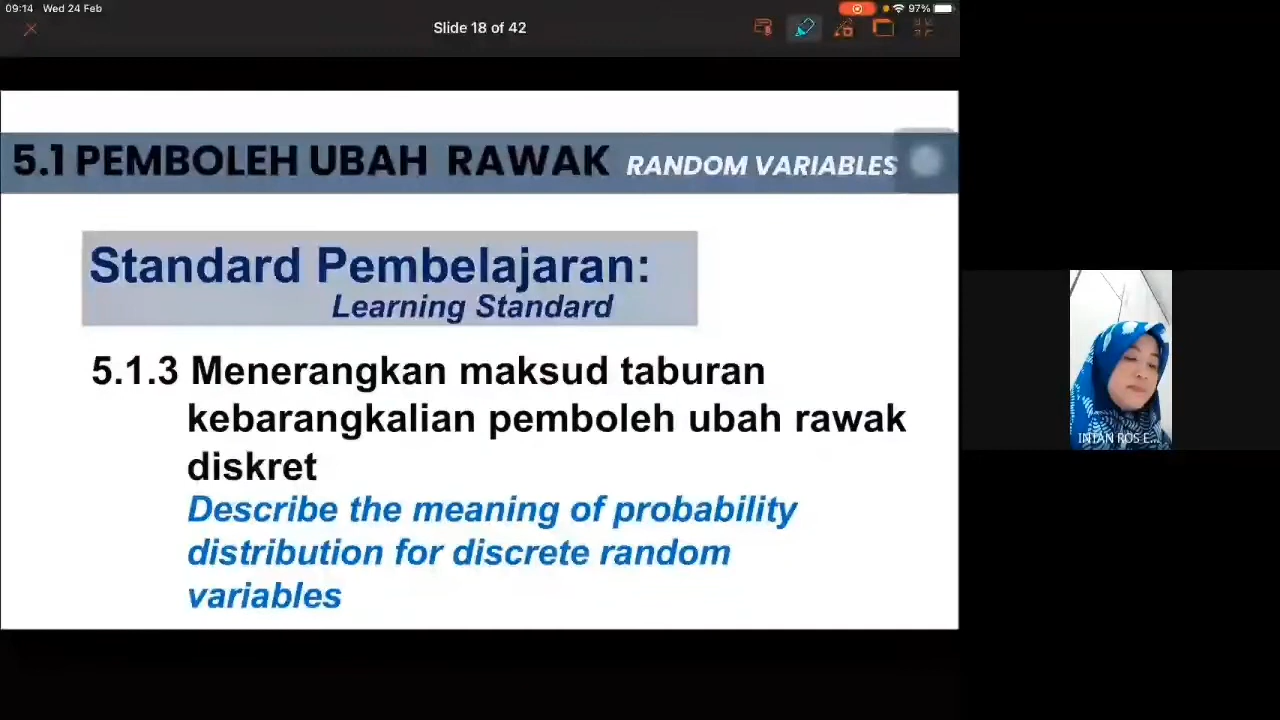 09:14 Wed 24 Feb
97%
Slide 18 of 42
5.1 PEMBOLEH UBAH RAWAK RANDOM VARIABLES
Standard Pembelajaran:
Learning Standard
5.1.3 Menerangkan maksud taburan
kebarangkalian pemboleh ubah rawak
diskret
Describe the meaning of probability
distribution for discrete random
variables
INTAN ROS E...